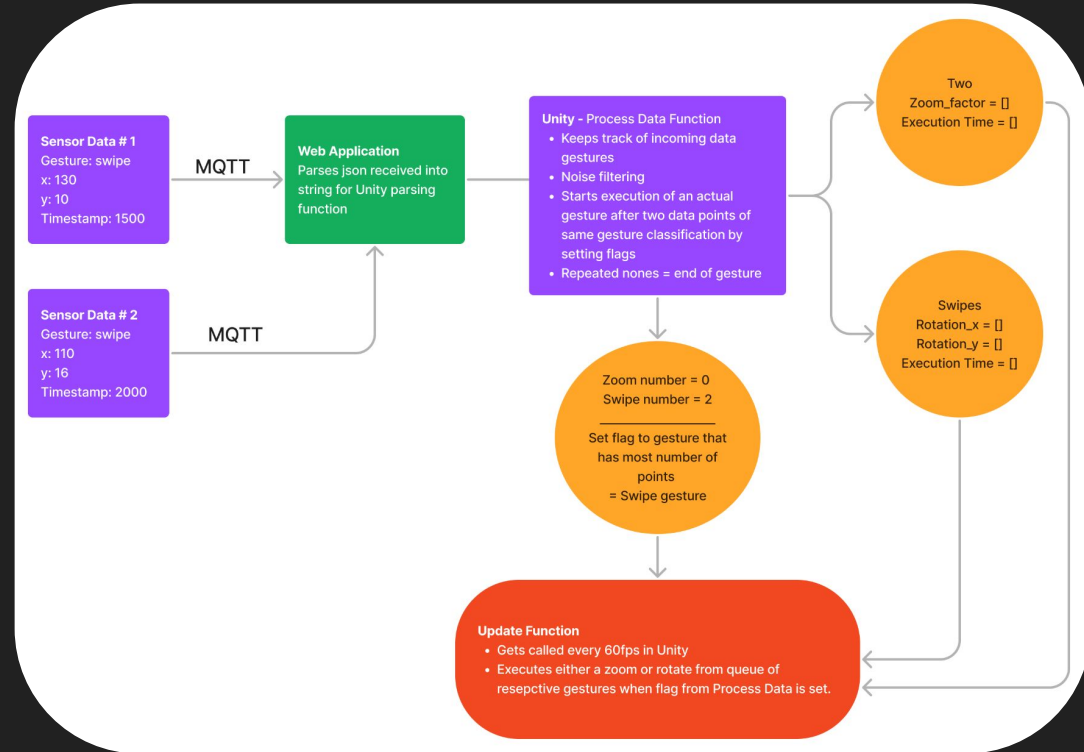 Sensor Data # 1
Gesture: swipe
x: 130
y: 10
Timestamp: 1500
MQTT
Web Application
Parses json received into
string for Unity parsing
function
Unity - Process Data Function
• Keeps track of incoming data
gestures
• Noise filtering
• Starts execution of an actual
gesture after two data points of
same gesture classification by
setting flags
• Repeated nones = end of gesture
Two
Zoom_factor = []
Execution Time = []
Sensor Data # 2
Gesture: swipe
x: 110
y: 16
Timestamp: 2000
MQTT
Swipes
Rotation_x = []
Rotation_y = []
Execution Time = []
Zoom number = 0
Swipe number = 2
Set flag to gesture that
has most number of
points
= Swipe gesture
Update Function
• Gets called every 60fps in Unity
• Executes either a zoom or rotate from queue of
resepctive gestures when flag from Process Data is set.